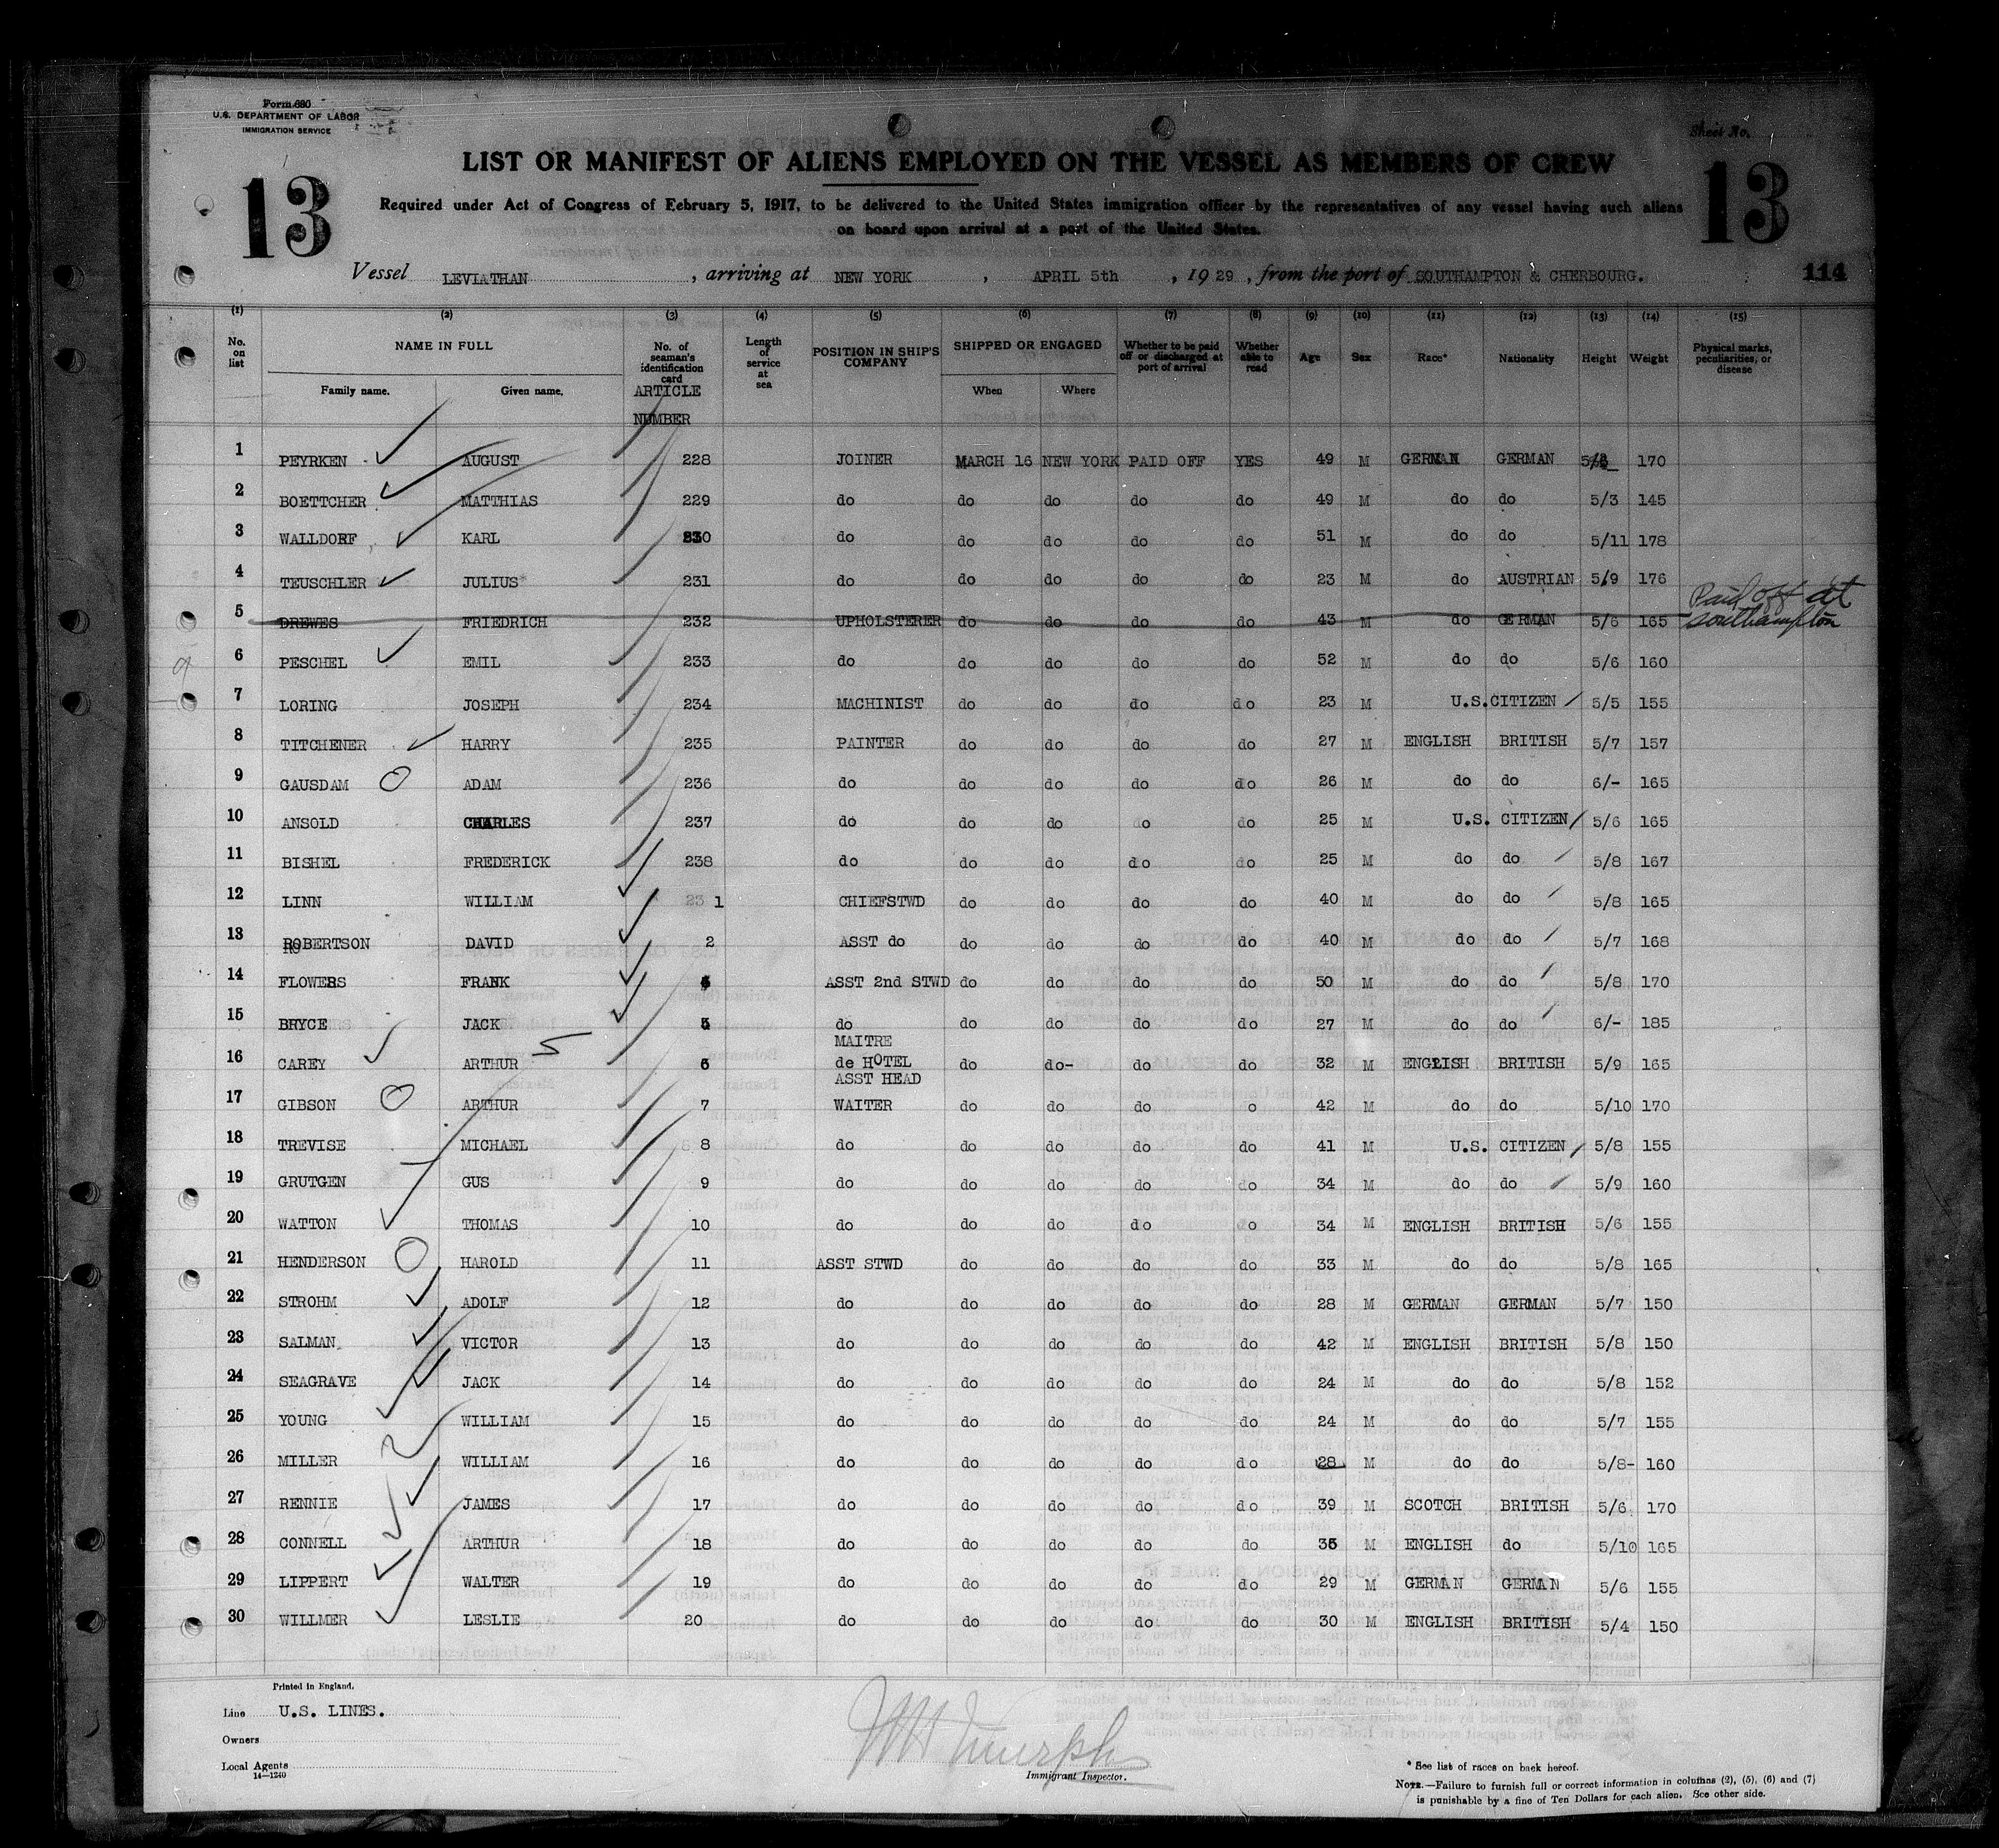 Form 680
U.S. DEPARTMENT OF LABOR
IMMIGRATION SERVICE
Sheet No.
LIST OR MANIFEST OF ALIENS EMPLOYED ON THE VESSEL AS MEMBERS OF CREW
13 13
Required under Act of Congress of February 5, 1917, to be delivered to the United States immigration officer by the representatives of any vessel having such aliens
on board upon arrival at a port of the United States.
Vessel LEVIATHAN, arriving at NEW YORK, APRIL 5th, 1929, from the port of SOUTHAMPTON & CHERBOURG. 114
(1) (2) (3) (4) (5) (6) (7) (8) (9) (10) (11) (12) (13) (14) (15)
No. on list NAME IN FULL Family name. Given name. No. of seaman's identification card ARTICLE NUMBER Length of service at sea POSITION IN SHIP'S COMPANY SHIPPED OR ENGAGED When Where Whether to be paid off or discharged at port of arrival Whether able to read Age Sex Race* Nationality Height Weight Physical marks, peculiarities, or disease
1 PEYRKEN AUGUST 228 JOINER MARCH 16 NEW YORK PAID OFF YES 49 M GERMAN GERMAN 170
2 BOETTCHER MATTHIAS 229 do do do do do 49 M do do 5/3 145
3 WALLDORF KARL 230 do do do do do 51 M do do 5/11 178
4 TEUSCHLER JULIUS 231 do do do do do 23 M do AUSTRIAN 5/9 176
5 DREWES FRIEDRICH 232 UPHOLSTERER do do do do 43 M do GERMAN 5/6 165 Paid off at Southampton
6 PESCHEL EMIL 233 do do do do do 52 M do do 5/6 160
7 LORING JOSEPH 234 MACHINIST do do do do 23 M U.S.CITIZEN 5/5 155
8 TITCHENER HARRY 235 PAINTER do do do do 27 M ENGLISH BRITISH 5/7 157
9 GAUSDAM ADAM 236 do do do do do 26 M do do 6/- 165
10 ANSOLD CHARLES 237 do do do do do 25 M U.S. CITIZEN 5/6 165
11 BISHEL FREDERICK 238 do do do do do 25 M do do 5/8 167
12 LINN WILLIAM 1 CHIEFSTWD do do do do 40 M do do 5/8 165
13 ROBERTSON DAVID 2 ASST do do do do do 40 M do do 5/7 168
14 FLOWERS FRANK ASST 2nd STWD do do do do 50 M do do 5/8 170
15 BRYCE JACK 5 do do do do do 27 M do do 6/- 185
16 CAREY ARTHUR 6 MAITRE de HOTEL do do- do do 32 M ENGLISH BRITISH 5/9 165
17 GIBSON ARTHUR 7 ASST HEAD WAITER do do do o 42 M do do 5/10 170
18 TREVISE MICHAEL 8 do do do do do 41 M U.S. CITIZEN 5/8 155
19 GRUTGEN GUS 9 do do do do do 34 M do do 5/9 160
20 WATTON THOMAS 10 do do do do o 34 M ENGLISH BRITISH 5/6 155
21 HENDERSON HAROLD 11 ASST STWD do do do do 33 M do do 5/8 165
22 STROHM ADOLF 12 do do do do do 28 M GERMAN GERMAN 5/7 150
23 SALMAN VICTOR 13 do do do do do 42 M ENGLISH BRITISH 5/8 150
24 SEAGRAVE JACK 14 do do do do do 24 M do do 5/8 152
25 YOUNG WILLIAM 15 do do do do do 24 M do do 5/7 155
26 MILLER WILLIAM 16 do do do do do 28 M do do 5/8- 160
27 RENNIE JAMES 17 do do do do do 39 M SCOTCH BRITISH 5/6 170
28 CONNELL ARTHUR 18 do do do do do 35 M ENGLISH do 5/10 165
29 LIPPERT WALTER 19 do do do do do 29 M GERMAN GERMAN 5/6 155
30 WILLMER LESLIE 20 do do do do do 30 M ENGLISH BRITISH 5/4 150
Printed in England.
Line U.S. LINES.
Owners
Local Agents
14—1240
Murphy
Immigrant Inspector.
* See list of races on back hereof.
NOTE.—Failure to furnish full or correct information in columns (2), (5), (6) and (7)
is punishable by a fine of Ten Dollars for each alien. See other side.